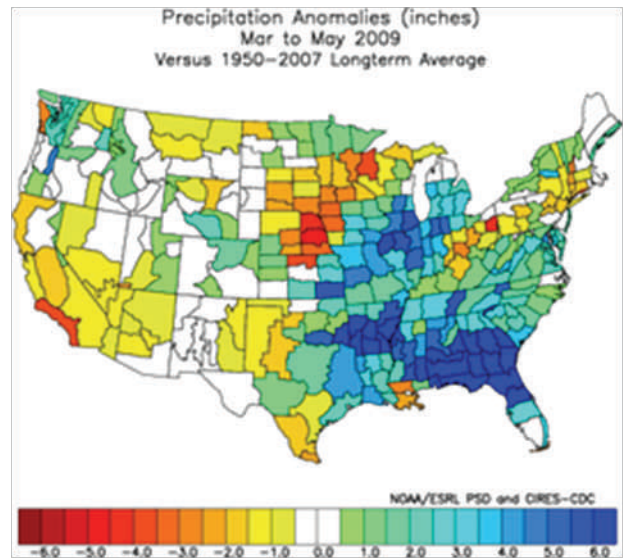 Precipitation Anomalies (inches)
Mar to May 2009
Versus 1950-2007 Longterm Average
NOAA/ESRL PSD and CIRES-CDC
-6.0 -5.0 -4.0 -3.0 -2.0 -1.0 0.0 1.0 2.0 3.0 4.0 5.0 6.0